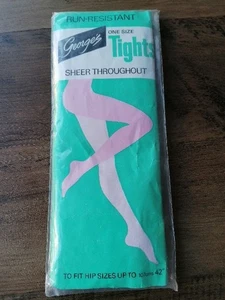 RUN-RESISTANT
George's
ONE SIZE
Tights
SHEER THROUGHOUT
TO FIT HIP SIZES UP TO 42"